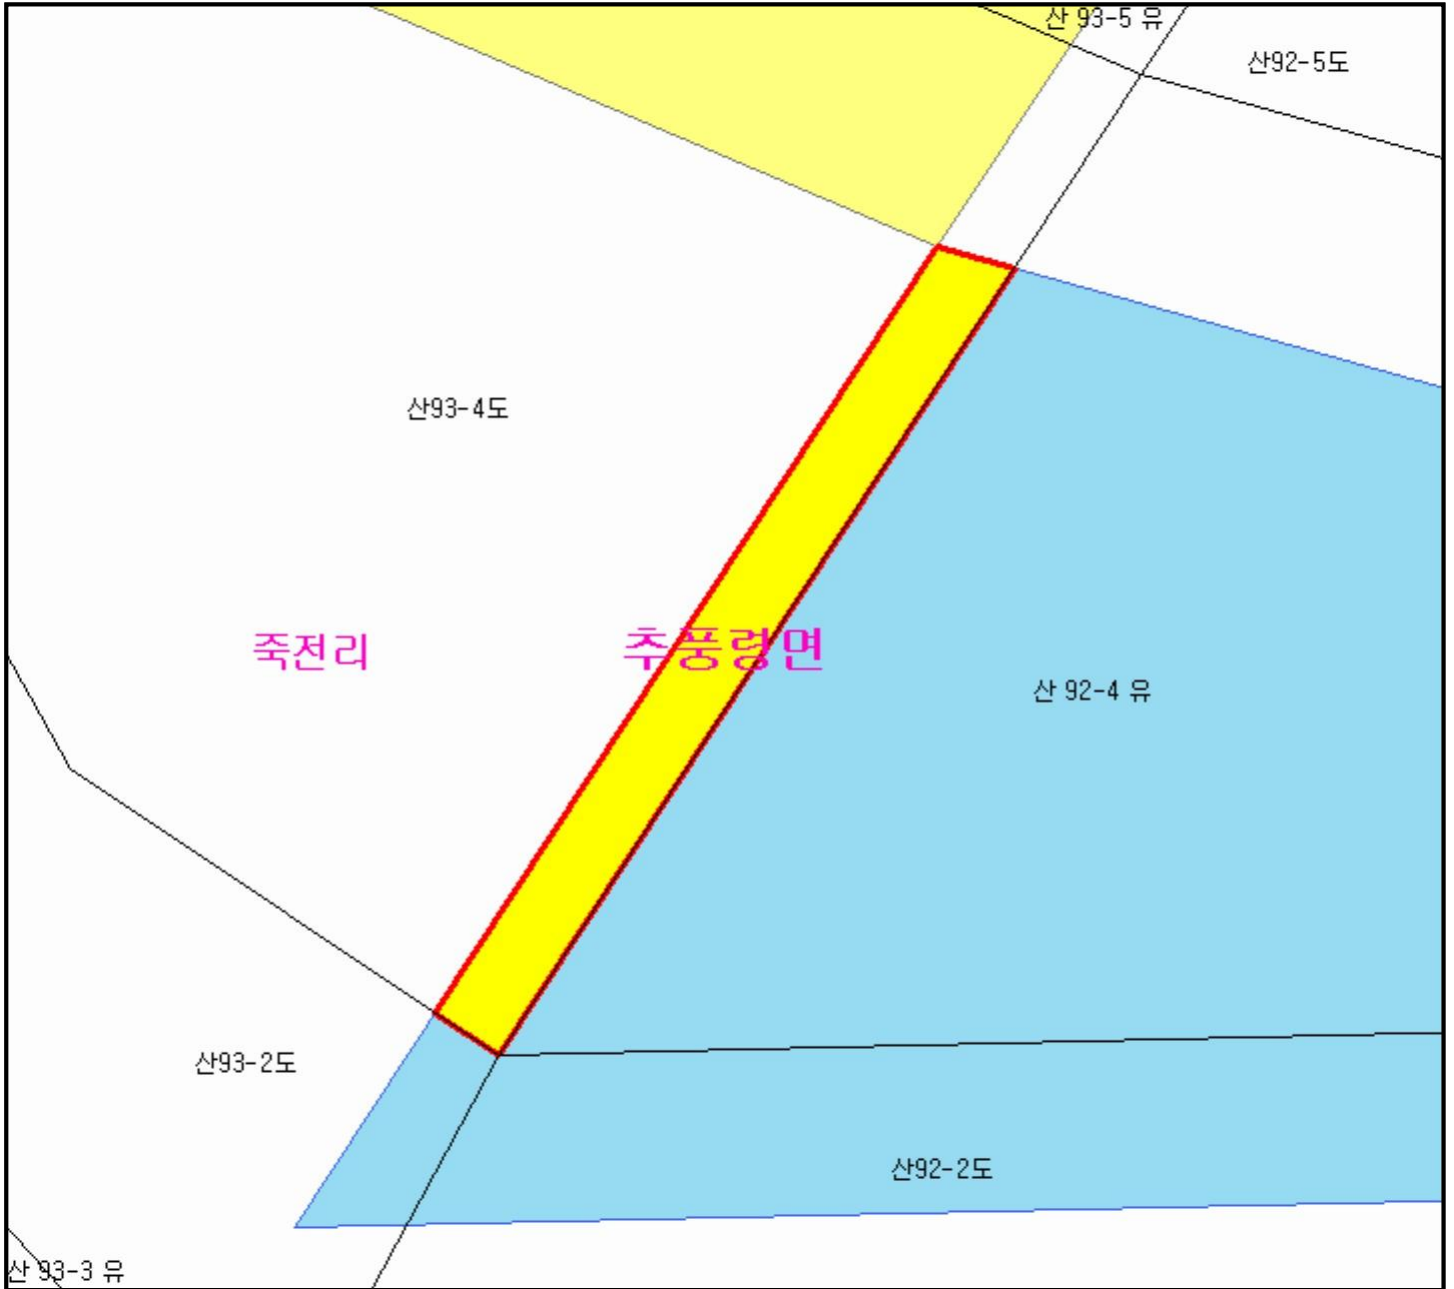 산 93-5 유
산92-5도
산93-4도
죽전리
추풍령면
산 92-4 유
산93-2도
산92-2도
산 93-3 유